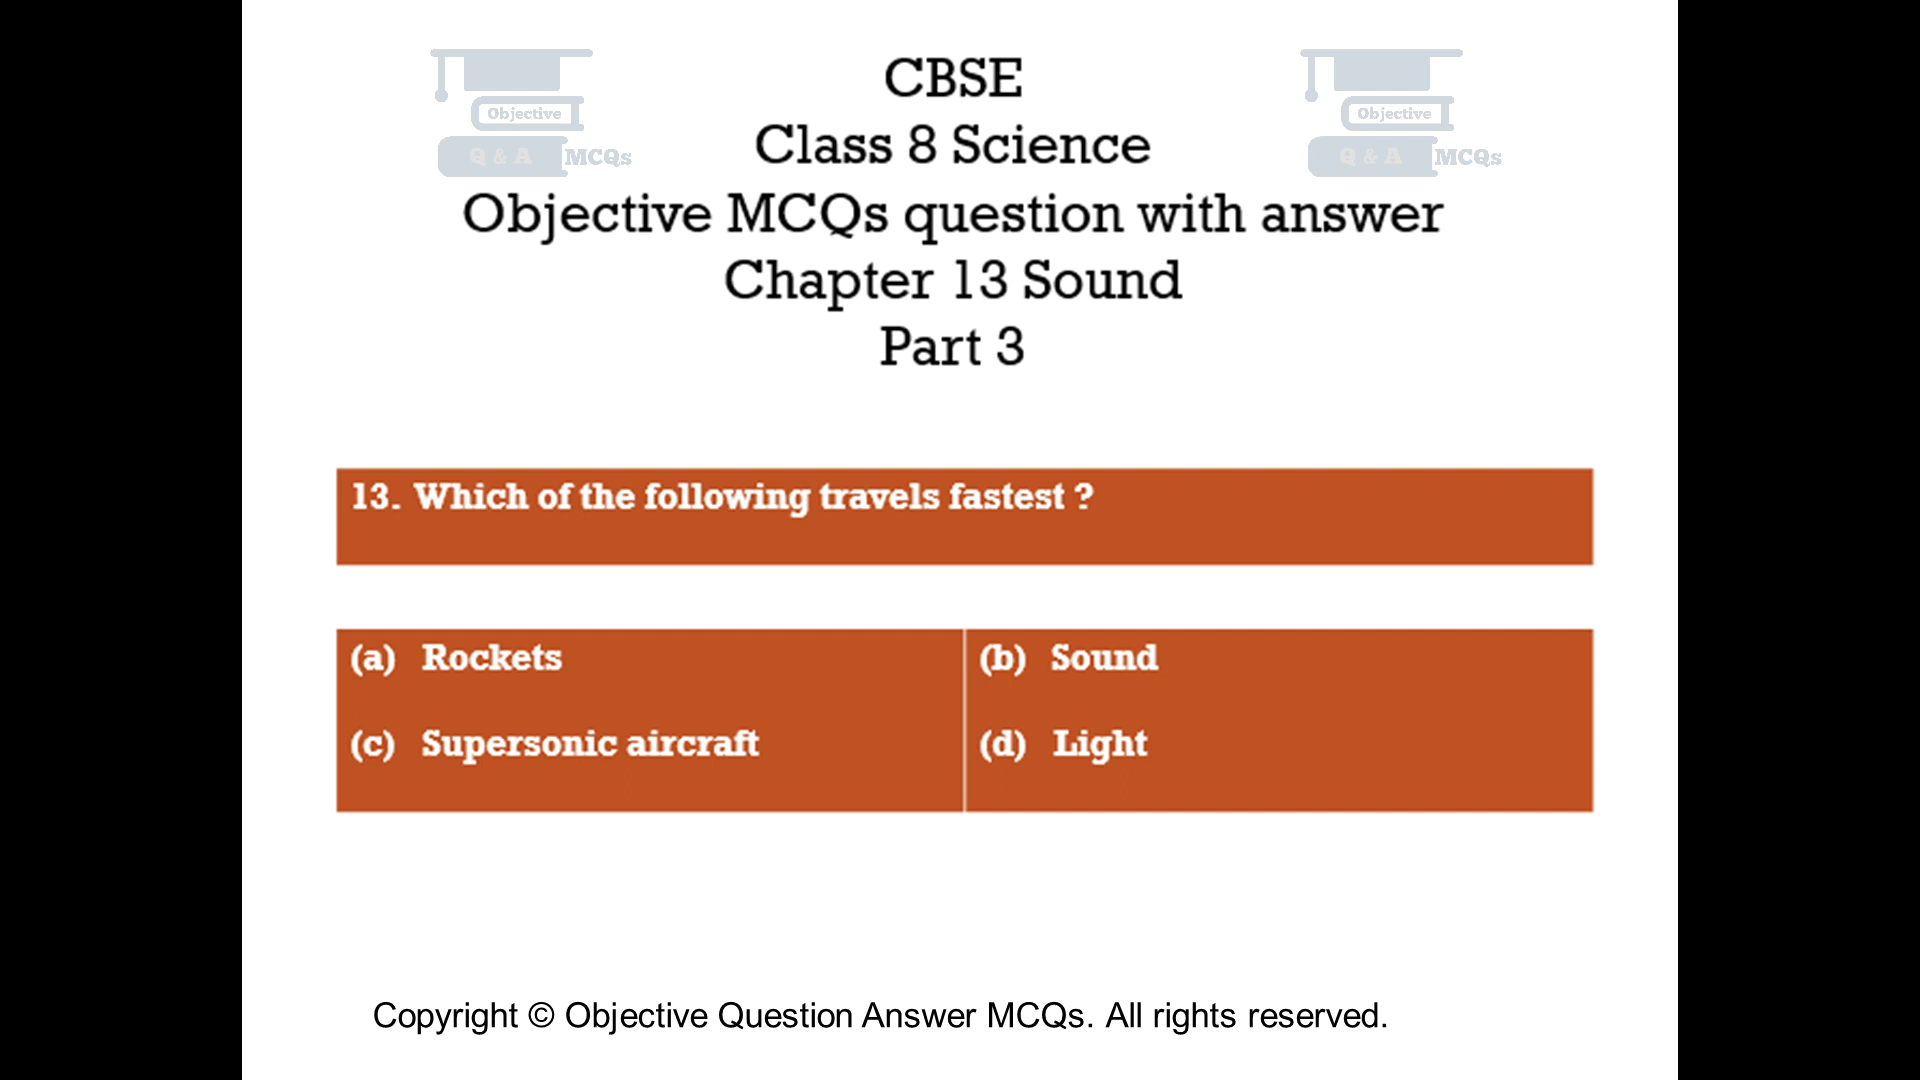 Objective
Q & A MCQs
Objective
Q & A MCQs
CBSE
Class 8 Science
Objective MCQs question with answer
Chapter 13 Sound
Part 3
13. Which of the following travels fastest ?
(a) Rockets
(b) Sound
(c) Supersonic aircraft
(d) Light
Copyright © Objective Question Answer MCQs. All rights reserved.